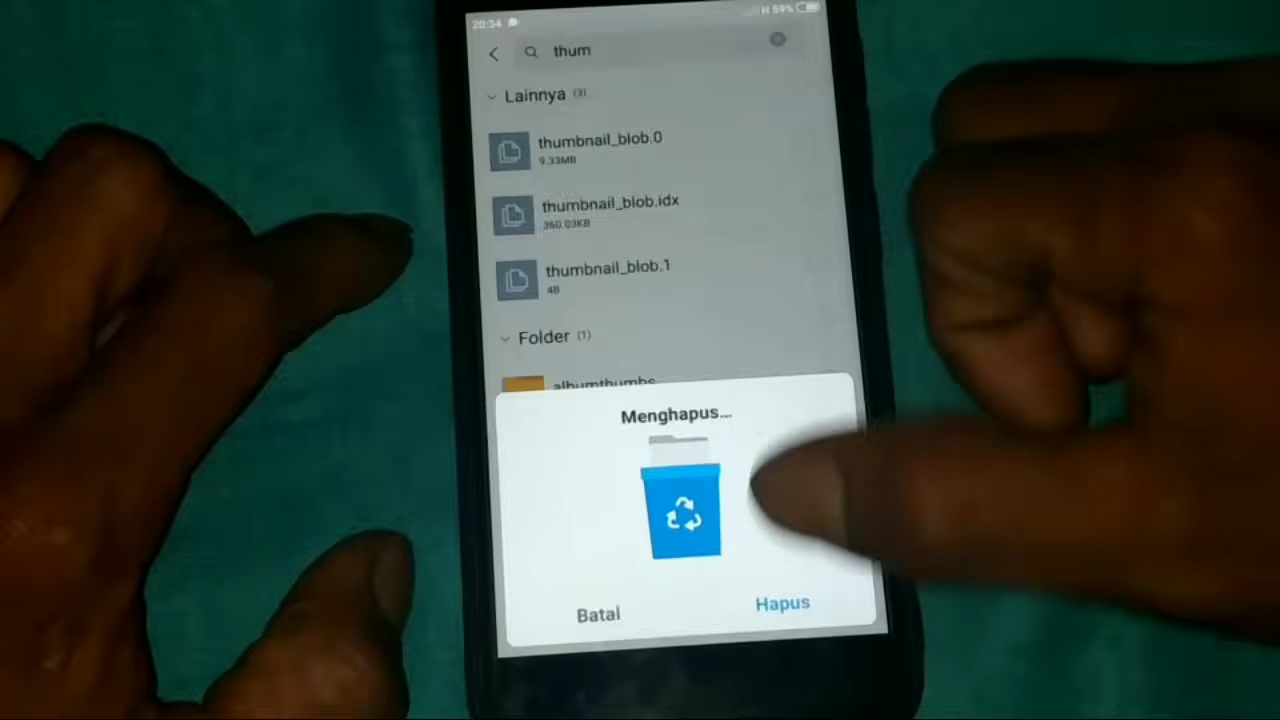 20:34
H 59%
thum
Lainnya (3)
thumbnail_blob.0
9.33MB
thumbnail_blob.idx
360.03KB
thumbnail_blob.1
4B
Folder (1)
albumthumbs
Menghapus...
Batal
Hapus